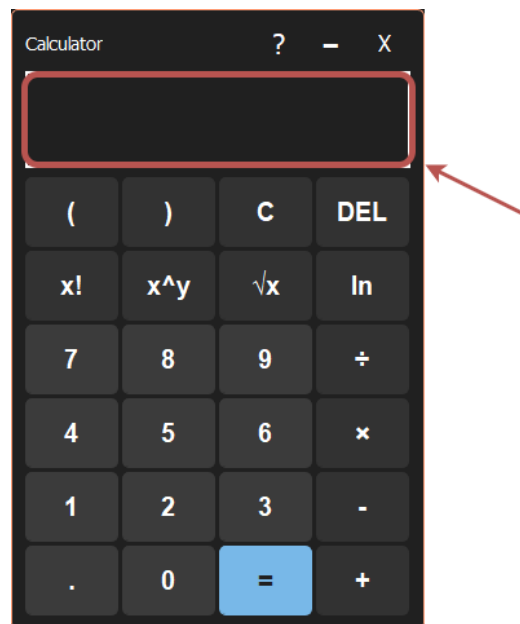 Calculator ? – X
( ) C DEL
x! x^y √x ln
7 8 9 ÷
4 5 6 ×
1 2 3 -
. 0 = +